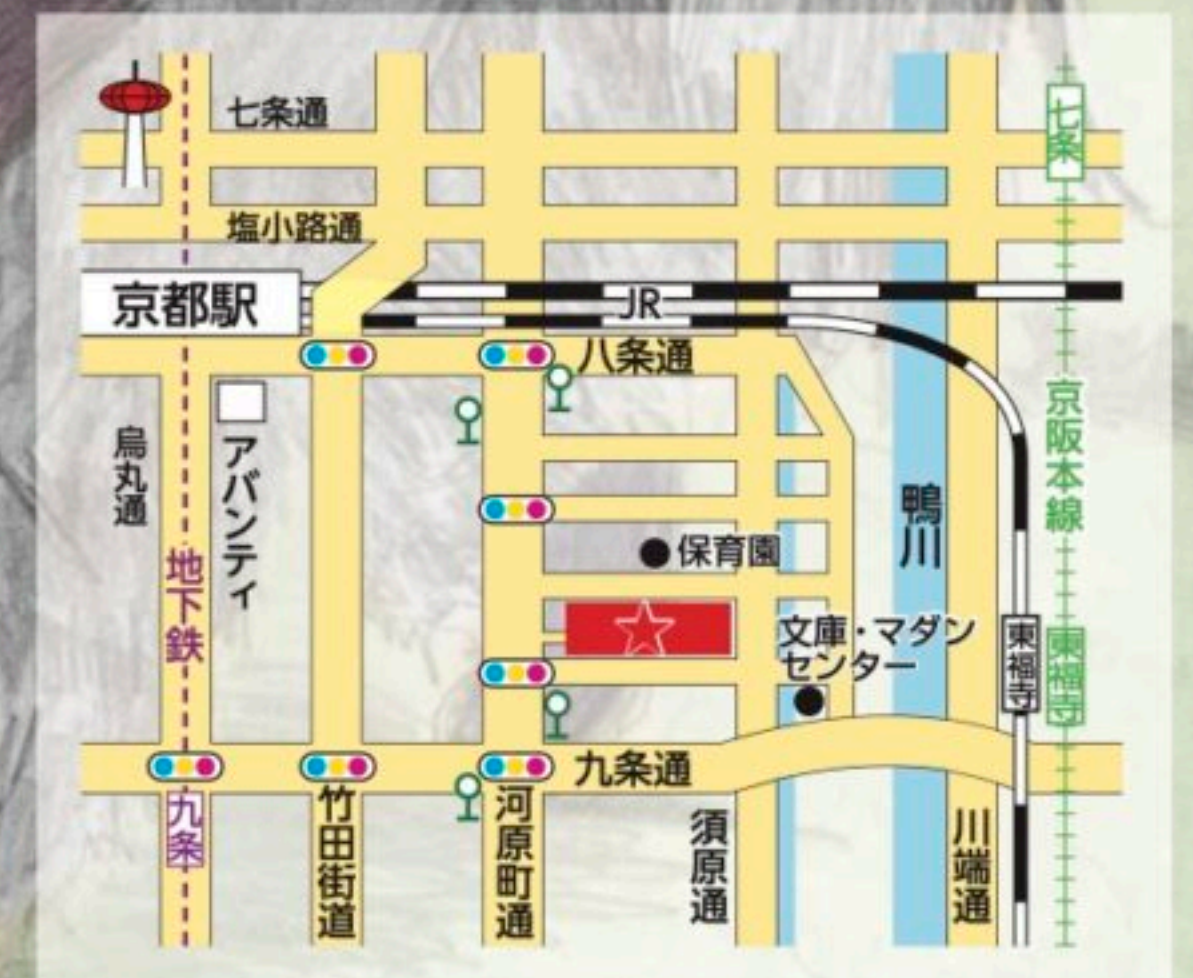 七条通
七条
塩小路通
京都駅
JR
八条通
京阪本線
烏丸通
アバンティ
鴨川
地下鉄
保育園
文庫・マダン
センター
東福寺
東福寺
九条通
九条
竹田街道
河原町通
須原通
川端通